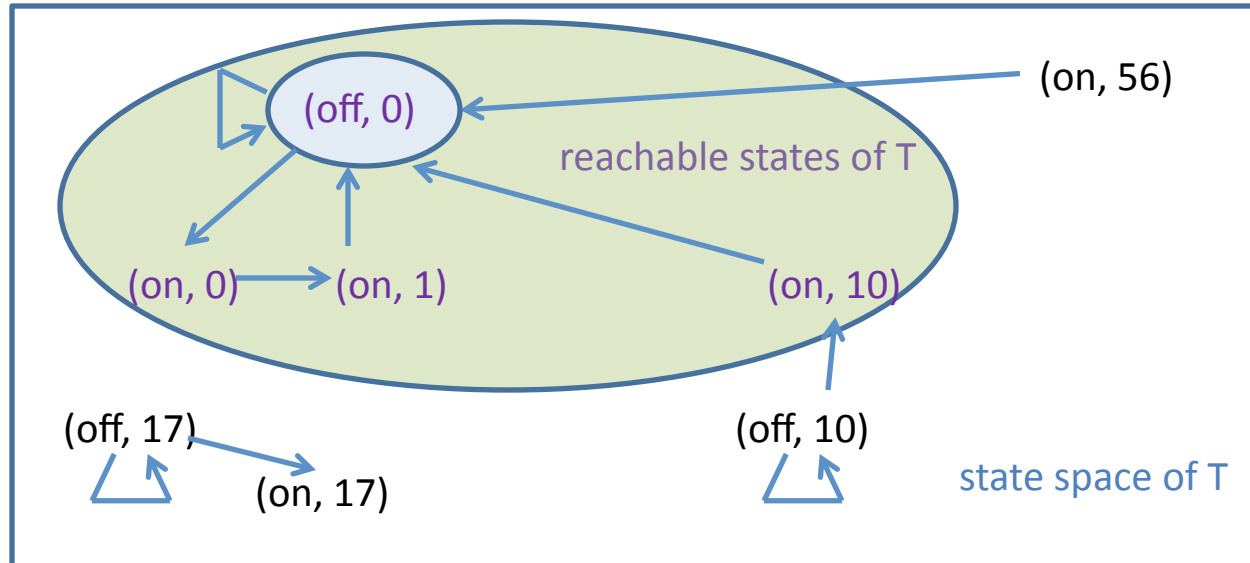 (on, 56)
(off, 0)
reachable states of T
(on, 0)
(on, 1)
(on, 10)
(off, 17)
(off, 10)
(on, 17)
state space of T